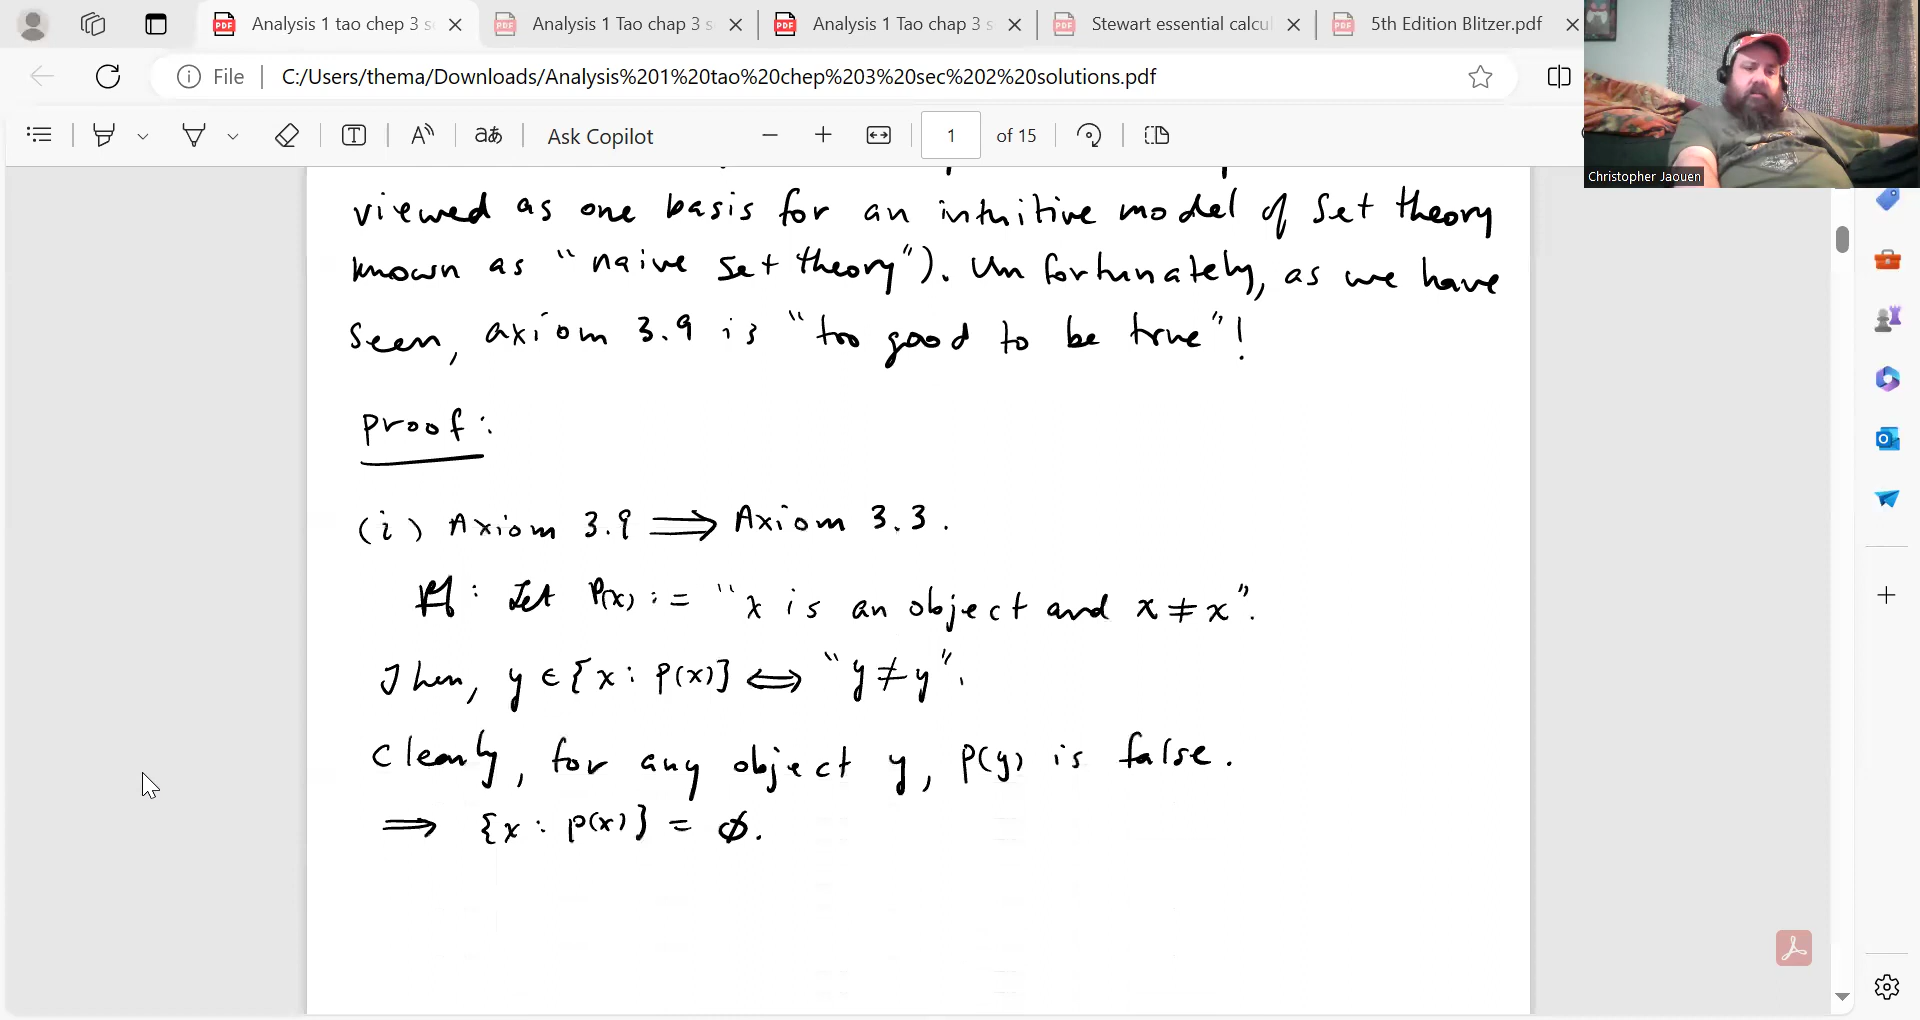 Analysis 1 tao chep 3 s
Analysis 1 Tao chap 3 s
Analysis 1 Tao chap 3 s
Stewart essential calcu
5th Edition Blitzer.pdf
File
C:/Users/thema/Downloads/Analysis%201%20tao%20chep%203%20sec%202%20solutions.pdf
aあ
Ask Copilot
1
of 15
Christopher Jaouen
viewed as one basis for an intuitive model of set theory
known as "naive set theory"). Unfortunately, as we have
seen, axiom 3.9 is "too good to be true"!
Proof:
(i) Axiom 3.9 ⟹ Axiom 3.3.
Pf: Let P(x) := "x is an object and x ≠ x".
Then, y ∈ {x : P(x)} ⟺ "y ≠ y".
Clearly, for any object y, P(y) is false.
⟹ {x : P(x)} = ∅.